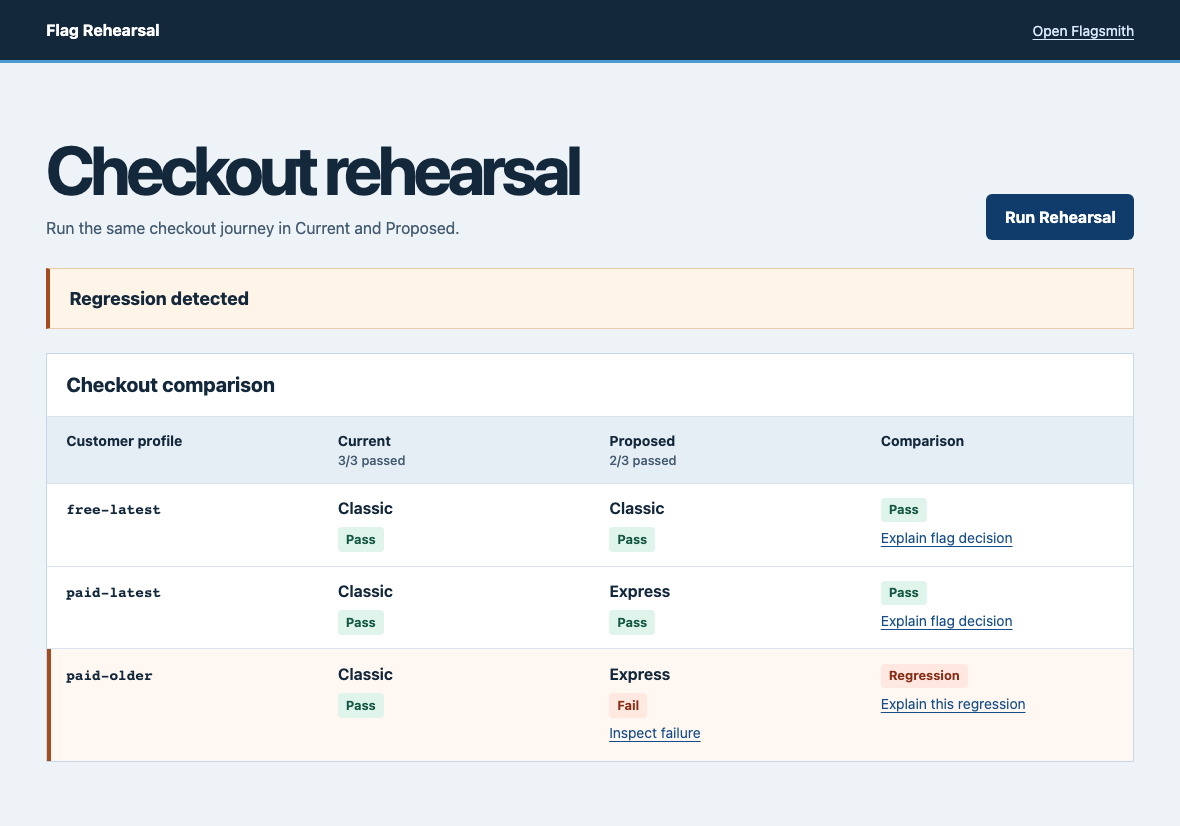 Flag Rehearsal
Open Flagsmith
Checkout rehearsal
Run the same checkout journey in Current and Proposed.
Run Rehearsal
Regression detected
Checkout comparison
Customer profile
Current
3/3 passed
Proposed
2/3 passed
Comparison
free-latest
Classic
Pass
Classic
Pass
Pass
Explain flag decision
paid-latest
Classic
Pass
Express
Pass
Pass
Explain flag decision
paid-older
Classic
Pass
Express
Fail
Inspect failure
Regression
Explain this regression